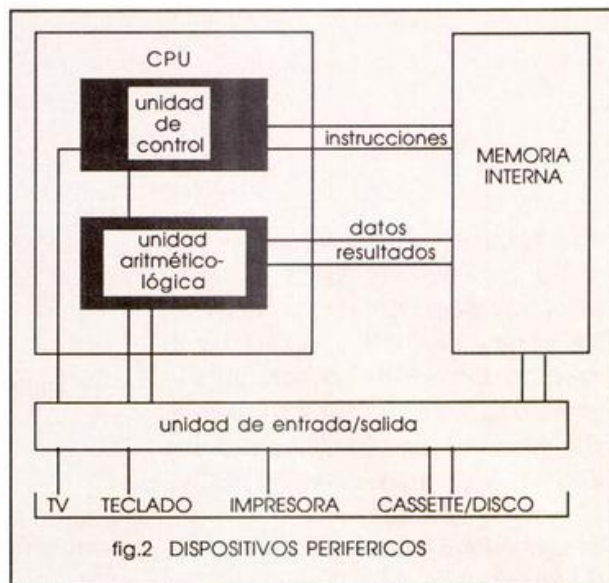 CPU
unidad
de
control
instrucciones
MEMORIA
INTERNA
datos
resultados
unidad
aritmético-
lógica
unidad de entrada/salida
TV TECLADO IMPRESORA CASSETTE/DISCO
fig.2 DISPOSITIVOS PERIFERICOS